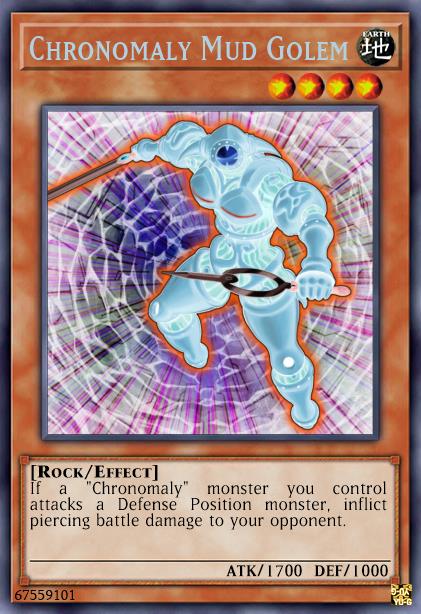 Chronomaly Mud Golem
EARTH
地
[Rock/Effect]
If a "Chronomaly" monster you control
attacks a Defense Position monster, inflict
piercing battle damage to your opponent.
ATK/1700 DEF/1000
67559101